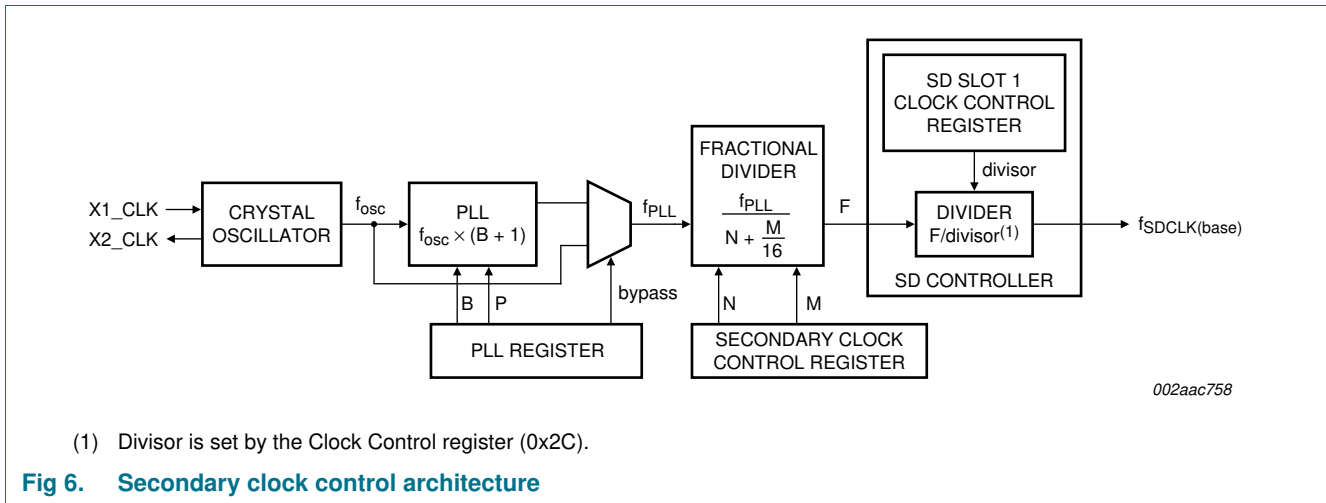 SD SLOT 1
CLOCK CONTROL
REGISTER
divisor
FRACTIONAL
DIVIDER
fPLL
N + M
16
X1_CLK
X2_CLK
CRYSTAL
OSCILLATOR
fosc
PLL
fosc × (B + 1)
fPLL
F
DIVIDER
F/divisor(1)
fSDCLK(base)
SD CONTROLLER
B
P
bypass
N
M
PLL REGISTER
SECONDARY CLOCK
CONTROL REGISTER
002aac758
(1) Divisor is set by the Clock Control register (0x2C).
Fig 6. Secondary clock control architecture